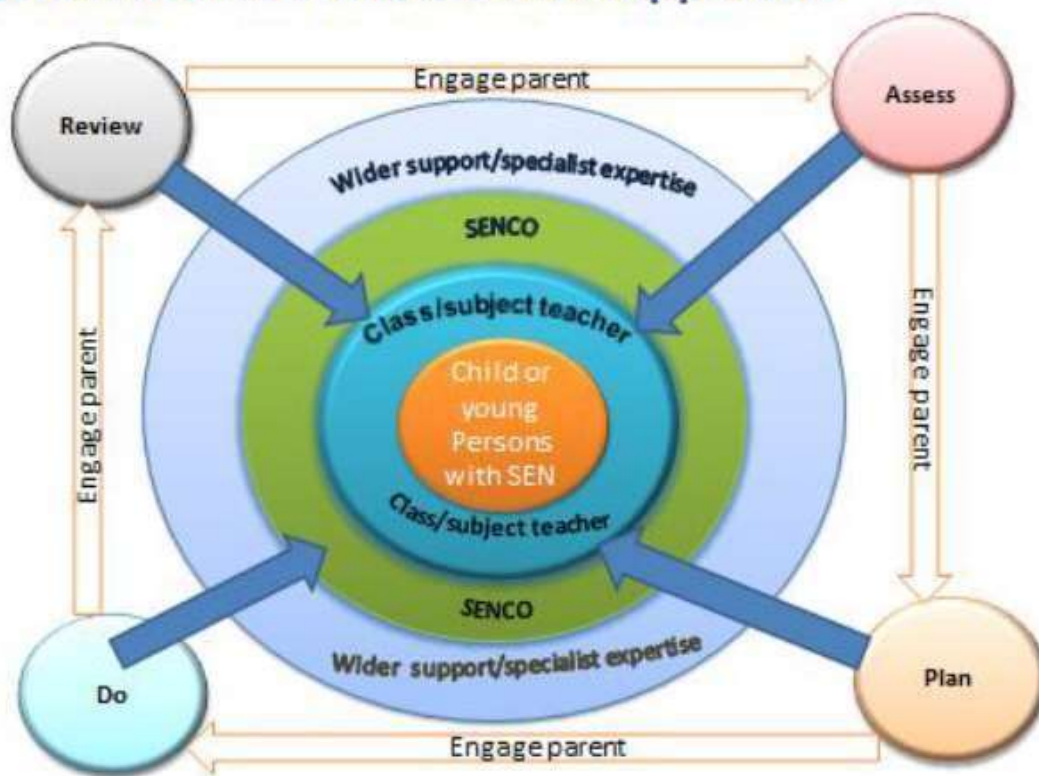 Engage parent
Review
Assess
Wider support/specialist expertise
SENCO
Class/subject teacher
Child or
young
Persons
with SEN
Class/subject teacher
SENCO
Wider support/specialist expertise
Engage parent
Engage parent
Do
Plan
Engage parent